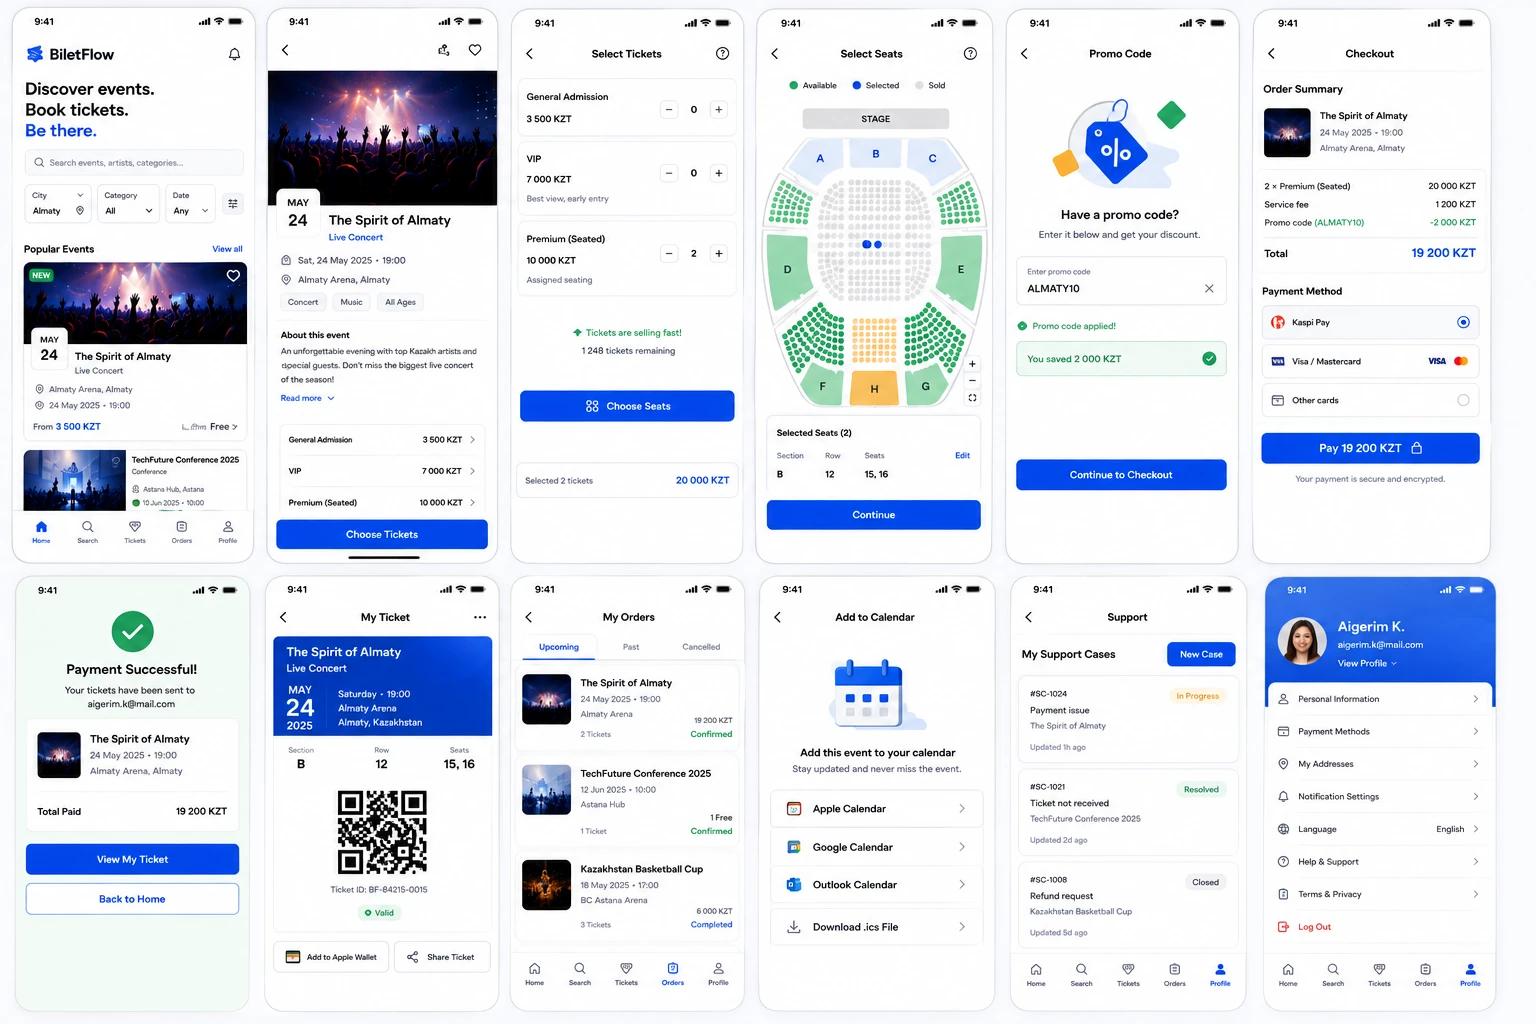 9:41
BiletFlow
Discover events.
Book tickets.
Be there.
Search events, artists, categories...
City
Almaty
Category
All
Date
Any
Popular Events
View all
NEW
MAY
24
The Spirit of Almaty
Live Concert
Almaty Arena, Almaty
24 May 2025 • 19:00
From 3 500 KZT
Free
TechFuture Conference 2025
Conference
Astana Hub, Astana
10 Jun 2025 • 10:00
Home
Search
Tickets
Orders
Profile
9:41
MAY
24
The Spirit of Almaty
Live Concert
Sat, 24 May 2025 • 19:00
Almaty Arena, Almaty
Concert
Music
All Ages
About this event
An unforgettable evening with top Kazakh artists and
special guests. Don't miss the biggest live concert
of the season!
Read more
General Admission
3 500 KZT
VIP
7 000 KZT
Premium (Seated)
10 000 KZT
Choose Tickets
9:41
Select Tickets
General Admission
3 500 KZT
0
VIP
7 000 KZT
Best view, early entry
0
Premium (Seated)
10 000 KZT
Assigned seating
2
Tickets are selling fast!
1 248 tickets remaining
Choose Seats
Selected 2 tickets
20 000 KZT
9:41
Select Seats
Available
Selected
Sold
STAGE
A
B
C
D
E
F
H
G
Selected Seats (2)
Section
Row
Seats
Edit
B
12
15, 16
Continue
9:41
Promo Code
%
Have a promo code?
Enter it below and get your discount.
Enter promo code
ALMATY10
Promo code applied!
You saved 2 000 KZT
Continue to Checkout
9:41
Checkout
Order Summary
The Spirit of Almaty
24 May 2025 • 19:00
Almaty Arena, Almaty
2 × Premium (Seated)
20 000 KZT
Service fee
1 200 KZT
Promo code (ALMATY10)
-2 000 KZT
Total
19 200 KZT
Payment Method
Kaspi Pay
Visa / Mastercard
VISA
Other cards
Pay 19 200 KZT
Your payment is secure and encrypted.
9:41
Payment Successful!
Your tickets have been sent to
aigerim.k@mail.com
The Spirit of Almaty
24 May 2025 • 19:00
Almaty Arena, Almaty
Total Paid
19 200 KZT
View My Ticket
Back to Home
9:41
My Ticket
The Spirit of Almaty
Live Concert
MAY
24
2025
Saturday • 19:00
Almaty Arena
Almaty, Kazakhstan
Section
Row
Seats
B
12
15, 16
Ticket ID: BF-84215-0015
Valid
Add to Apple Wallet
Share Ticket
9:41
My Orders
Upcoming
Past
Cancelled
The Spirit of Almaty
24 May 2025 • 19:00
Almaty Arena
19 200 KZT
2 Tickets
Confirmed
TechFuture Conference 2025
12 Jun 2025 • 10:00
Astana Hub
1 Free
1 Ticket
Confirmed
Kazakhstan Basketball Cup
18 May 2025 • 17:00
BC Astana Arena
6 000 KZT
3 Tickets
Completed
Home
Search
Tickets
Orders
Profile
9:41
Add to Calendar
Add this event to your calendar
Stay updated and never miss the event.
Apple Calendar
Google Calendar
Outlook Calendar
Download .ics File
9:41
Support
My Support Cases
New Case
#SC-1024
In Progress
Payment issue
The Spirit of Almaty
Updated 1h ago
#SC-1021
Resolved
Ticket not received
TechFuture Conference 2025
Updated 2d ago
#SC-1008
Closed
Refund request
Kazakhstan Basketball Cup
Updated 5d ago
Home
Search
Tickets
Orders
Profile
9:41
Aigerim K.
aigerim.k@mail.com
View Profile
Personal Information
Payment Methods
My Addresses
Notification Settings
Language
English
Help & Support
Terms & Privacy
Log Out
Home
Search
Tickets
Orders
Profile